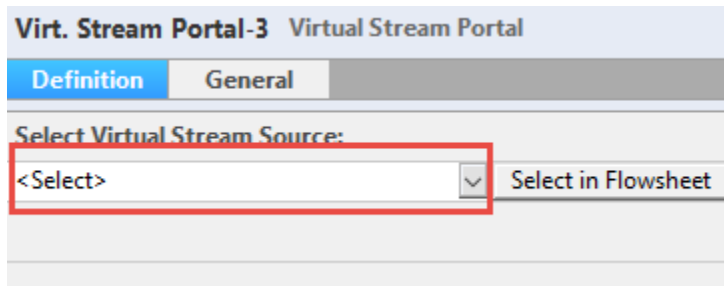 Virt. Stream Portal-3 Virtual Stream Portal
Definition General
Select Virtual Stream Source:
<Select> Select in Flowsheet